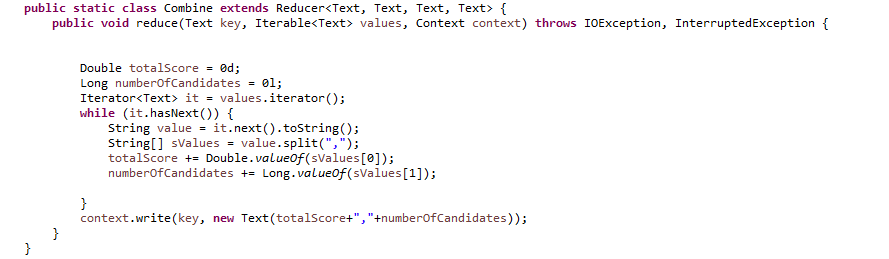 public static class Combine extends Reducer<Text, Text, Text, Text> {
public void reduce(Text key, Iterable<Text> values, Context context) throws IOException, InterruptedException {
Double totalScore = 0d;
Long numberOfCandidates = 0l;
Iterator<Text> it = values.iterator();
while (it.hasNext()) {
String value = it.next().toString();
String[] sValues = value.split(",");
totalScore += Double.valueOf(sValues[0]);
numberOfCandidates += Long.valueOf(sValues[1]);
}
context.write(key, new Text(totalScore+","+numberOfCandidates));
}
}